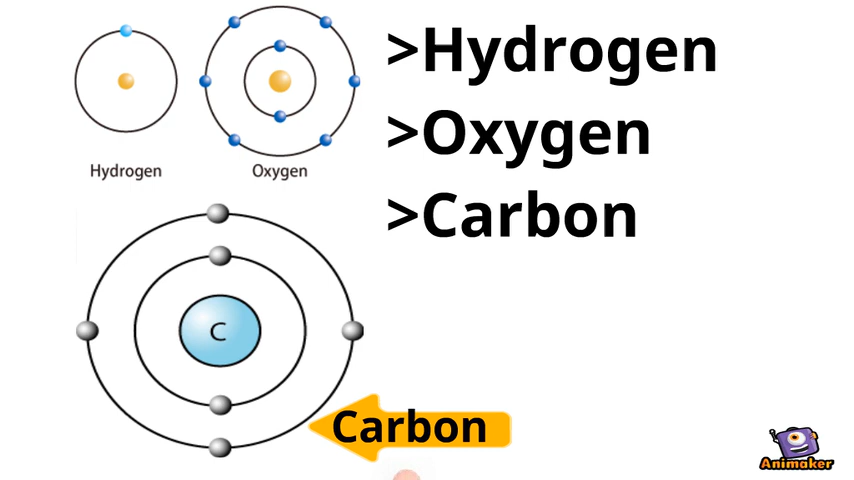 >Hydrogen
>Oxygen
>Carbon
Hydrogen
Oxygen
C
Carbon
Animaker